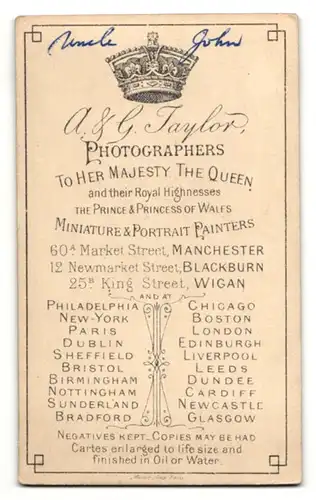 Uncle John
A. & G. Taylor,
PHOTOGRAPHERS
TO HER MAJESTY THE QUEEN
and their Royal Highnesses
THE PRINCE & PRINCESS OF WALES
MINIATURE & PORTRAIT PAINTERS
60A Market Street, MANCHESTER
12 Newmarket Street, BLACKBURN
25B King Street, WIGAN
AND AT
PHILADELPHIA CHICAGO
NEW-YORK BOSTON
PARIS LONDON
DUBLIN EDINBURGH
SHEFFIELD LIVERPOOL
BRISTOL LEEDS
BIRMINGHAM DUNDEE
NOTTINGHAM CARDIFF
SUNDERLAND NEWCASTLE
BRADFORD GLASGOW
NEGATIVES KEPT_COPIES MAY BE HAD
Cartes enlarged to life size and
finished in Oil or Water.